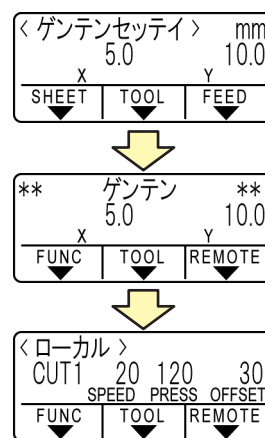 < ゲンテンセッテイ > mm
5.0 10.0
X Y
SHEET TOOL FEED
** ゲンテン **
5.0 10.0
X Y
FUNC TOOL REMOTE
< ローカル >
CUT1 20 120 30
SPEED PRESS OFFSET
FUNC TOOL REMOTE